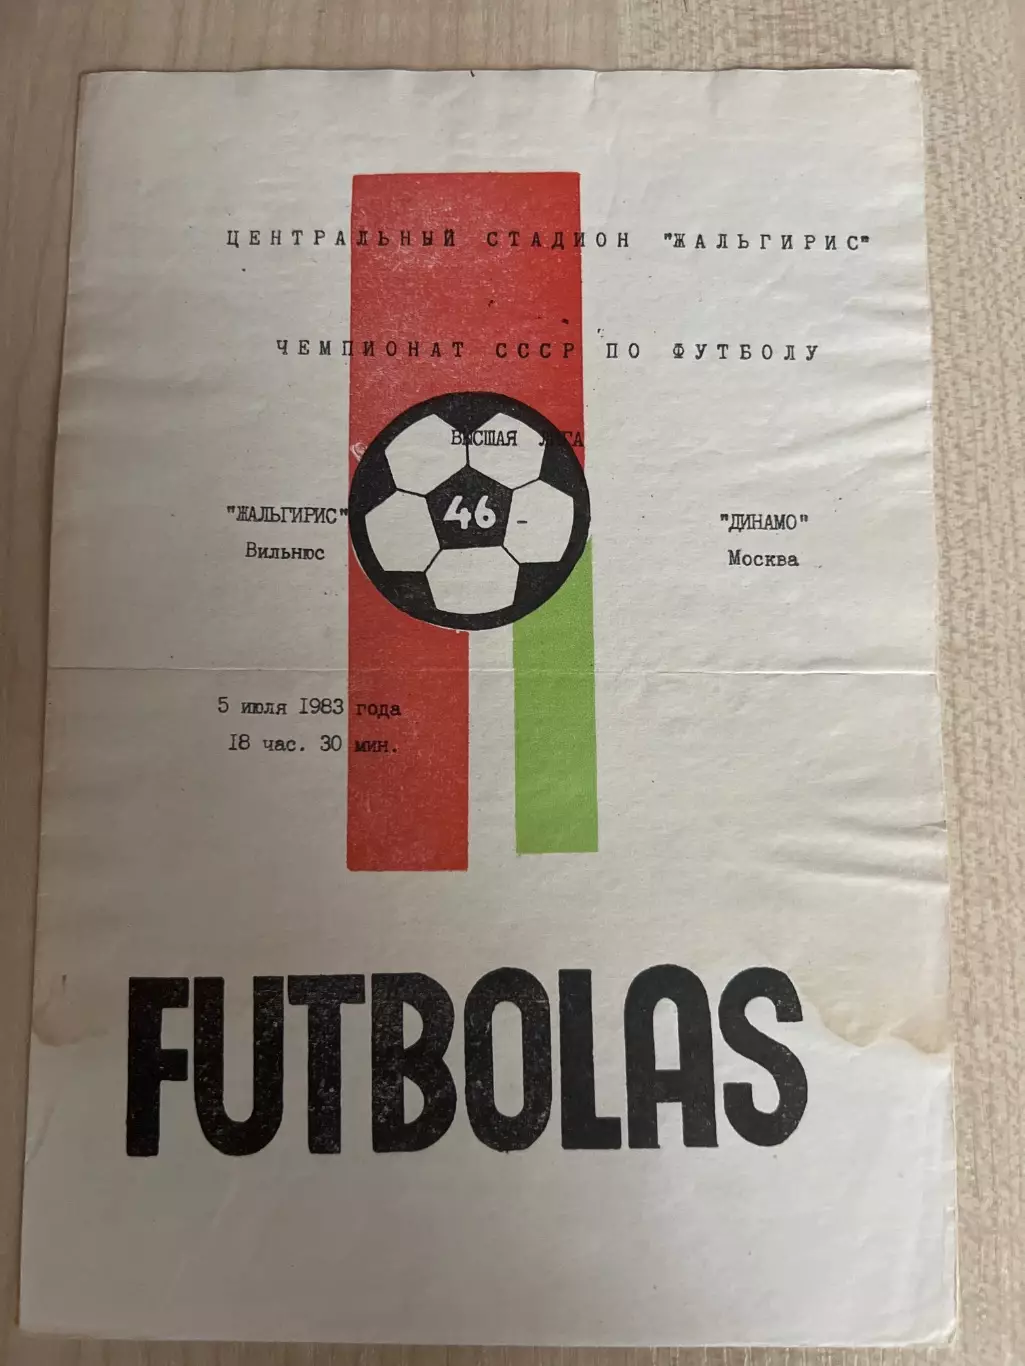 ЦЕНТРАЛЬНЫЙ СТАДИОН "ЖАЛЬГИРИС"
ЧЕМПИОНАТ СССР ПО ФУТБОЛУ
ВЫСШАЯ ЛИГА
"ЖАЛЬГИРИС" 46 - "ДИНАМО"
Вильнюс Москва
5 июля 1983 года
18 час. 30 мин.
FUTBOLAS